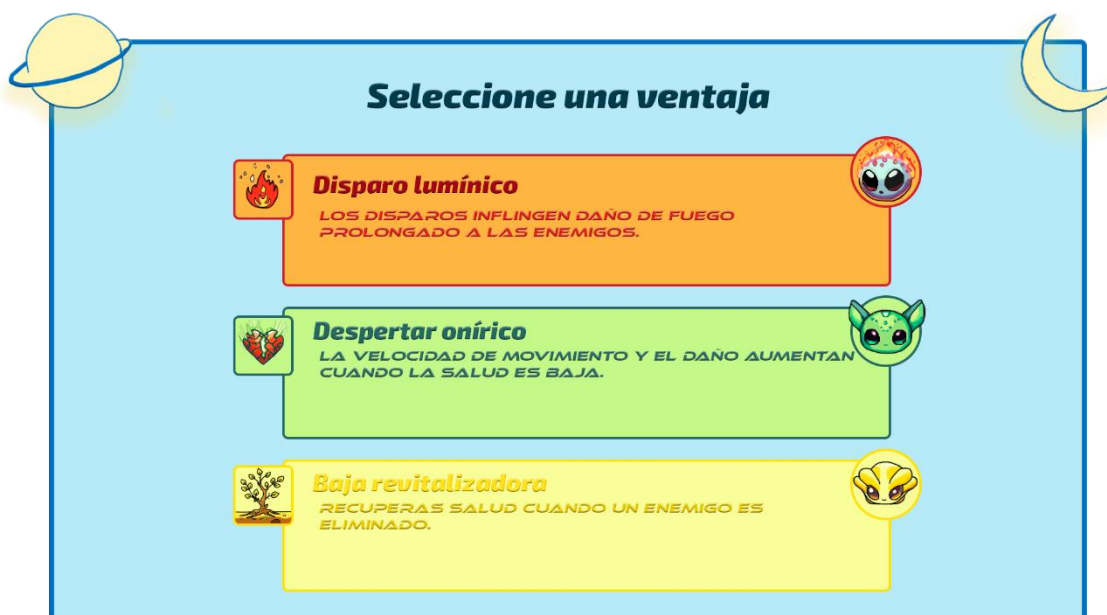 Seleccione una ventaja
Disparo lumínico
LOS DISPAROS INFLINGEN DAÑO DE FUEGO
PROLONGADO A LAS ENEMIGOS.
Despertar onírico
LA VELOCIDAD DE MOVIMIENTO Y EL DAÑO AUMENTAN
CUANDO LA SALUD ES BAJA.
Baja revitalizadora
RECUPERAS SALUD CUANDO UN ENEMIGO ES
ELIMINADO.